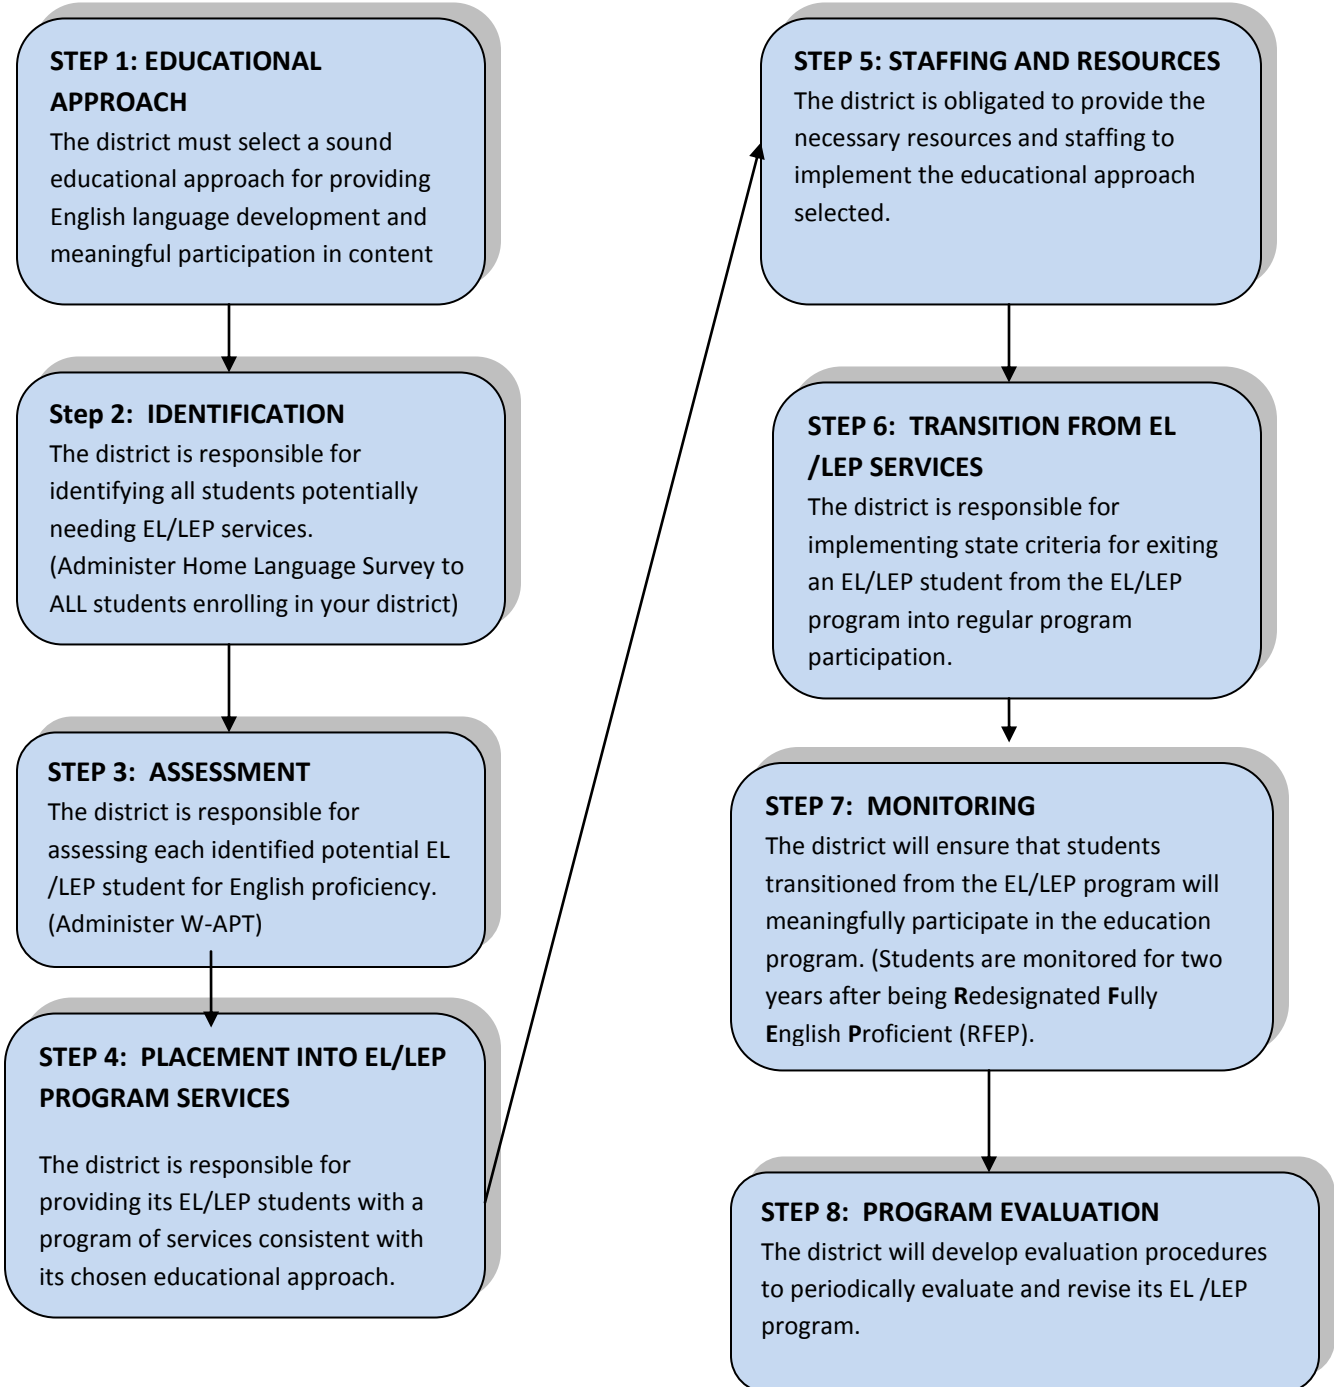 STEP 1: EDUCATIONAL
APPROACH
The district must select a sound
educational approach for providing
English language development and
meaningful participation in content
Step 2:  IDENTIFICATION
The district is responsible for
identifying all students potentially
needing EL/LEP services.
(Administer Home Language Survey to
ALL students enrolling in your district)
STEP 3:  ASSESSMENT
The district is responsible for
assessing each identified potential EL
/LEP student for English proficiency.
(Administer W-APT)
STEP 4:  PLACEMENT INTO EL/LEP
PROGRAM SERVICES
The district is responsible for
providing its EL/LEP students with a
program of services consistent with
its chosen educational approach.
STEP 5: STAFFING AND RESOURCES
The district is obligated to provide the
necessary resources and staffing to
implement the educational approach
selected.
STEP 6:  TRANSITION FROM EL
/LEP SERVICES
The district is responsible for
implementing state criteria for exiting
an EL/LEP student from the EL/LEP
program into regular program
participation.
STEP 7:  MONITORING
The district will ensure that students
transitioned from the EL/LEP program will
meaningfully participate in the education
program. (Students are monitored for two
years after being Redesignated Fully
English Proficient (RFEP).
STEP 8:  PROGRAM EVALUATION
The district will develop evaluation procedures
to periodically evaluate and revise its EL /LEP
program.